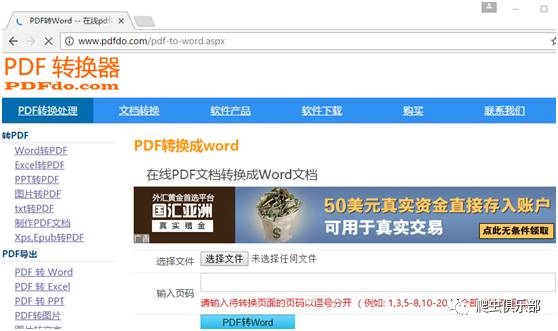 PDF转Word -- 在线pdf
www.pdfdo.com/pdf-to-word.aspx
PDF 转换器
PDFdo.com
PDF转换处理 文档转换 软件产品 软件下载 购买 联系我们
转PDF
Word转PDF
Excel转PDF
PPT转PDF
图片转PDF
txt转PDF
制作PDF文档
Xps,Epub转PDF
PDF导出
PDF 转 Word
PDF 转 Excel
PDF 转 PPT
PDF转图片
PDF转换成word
在线PDF文档转换成Word文档
外汇黄金首选平台
国汇亚洲
真实赠金
广告
50美元真实资金直接存入账户
可用于真实交易
点此无条件领取
选择文件 选择文件 未选择任何文件
输入页码
请输入待转换页面的页码以逗号分开 ( 例如: 1,3,5-8,10-20
PDF转Word
爬虫俱乐部